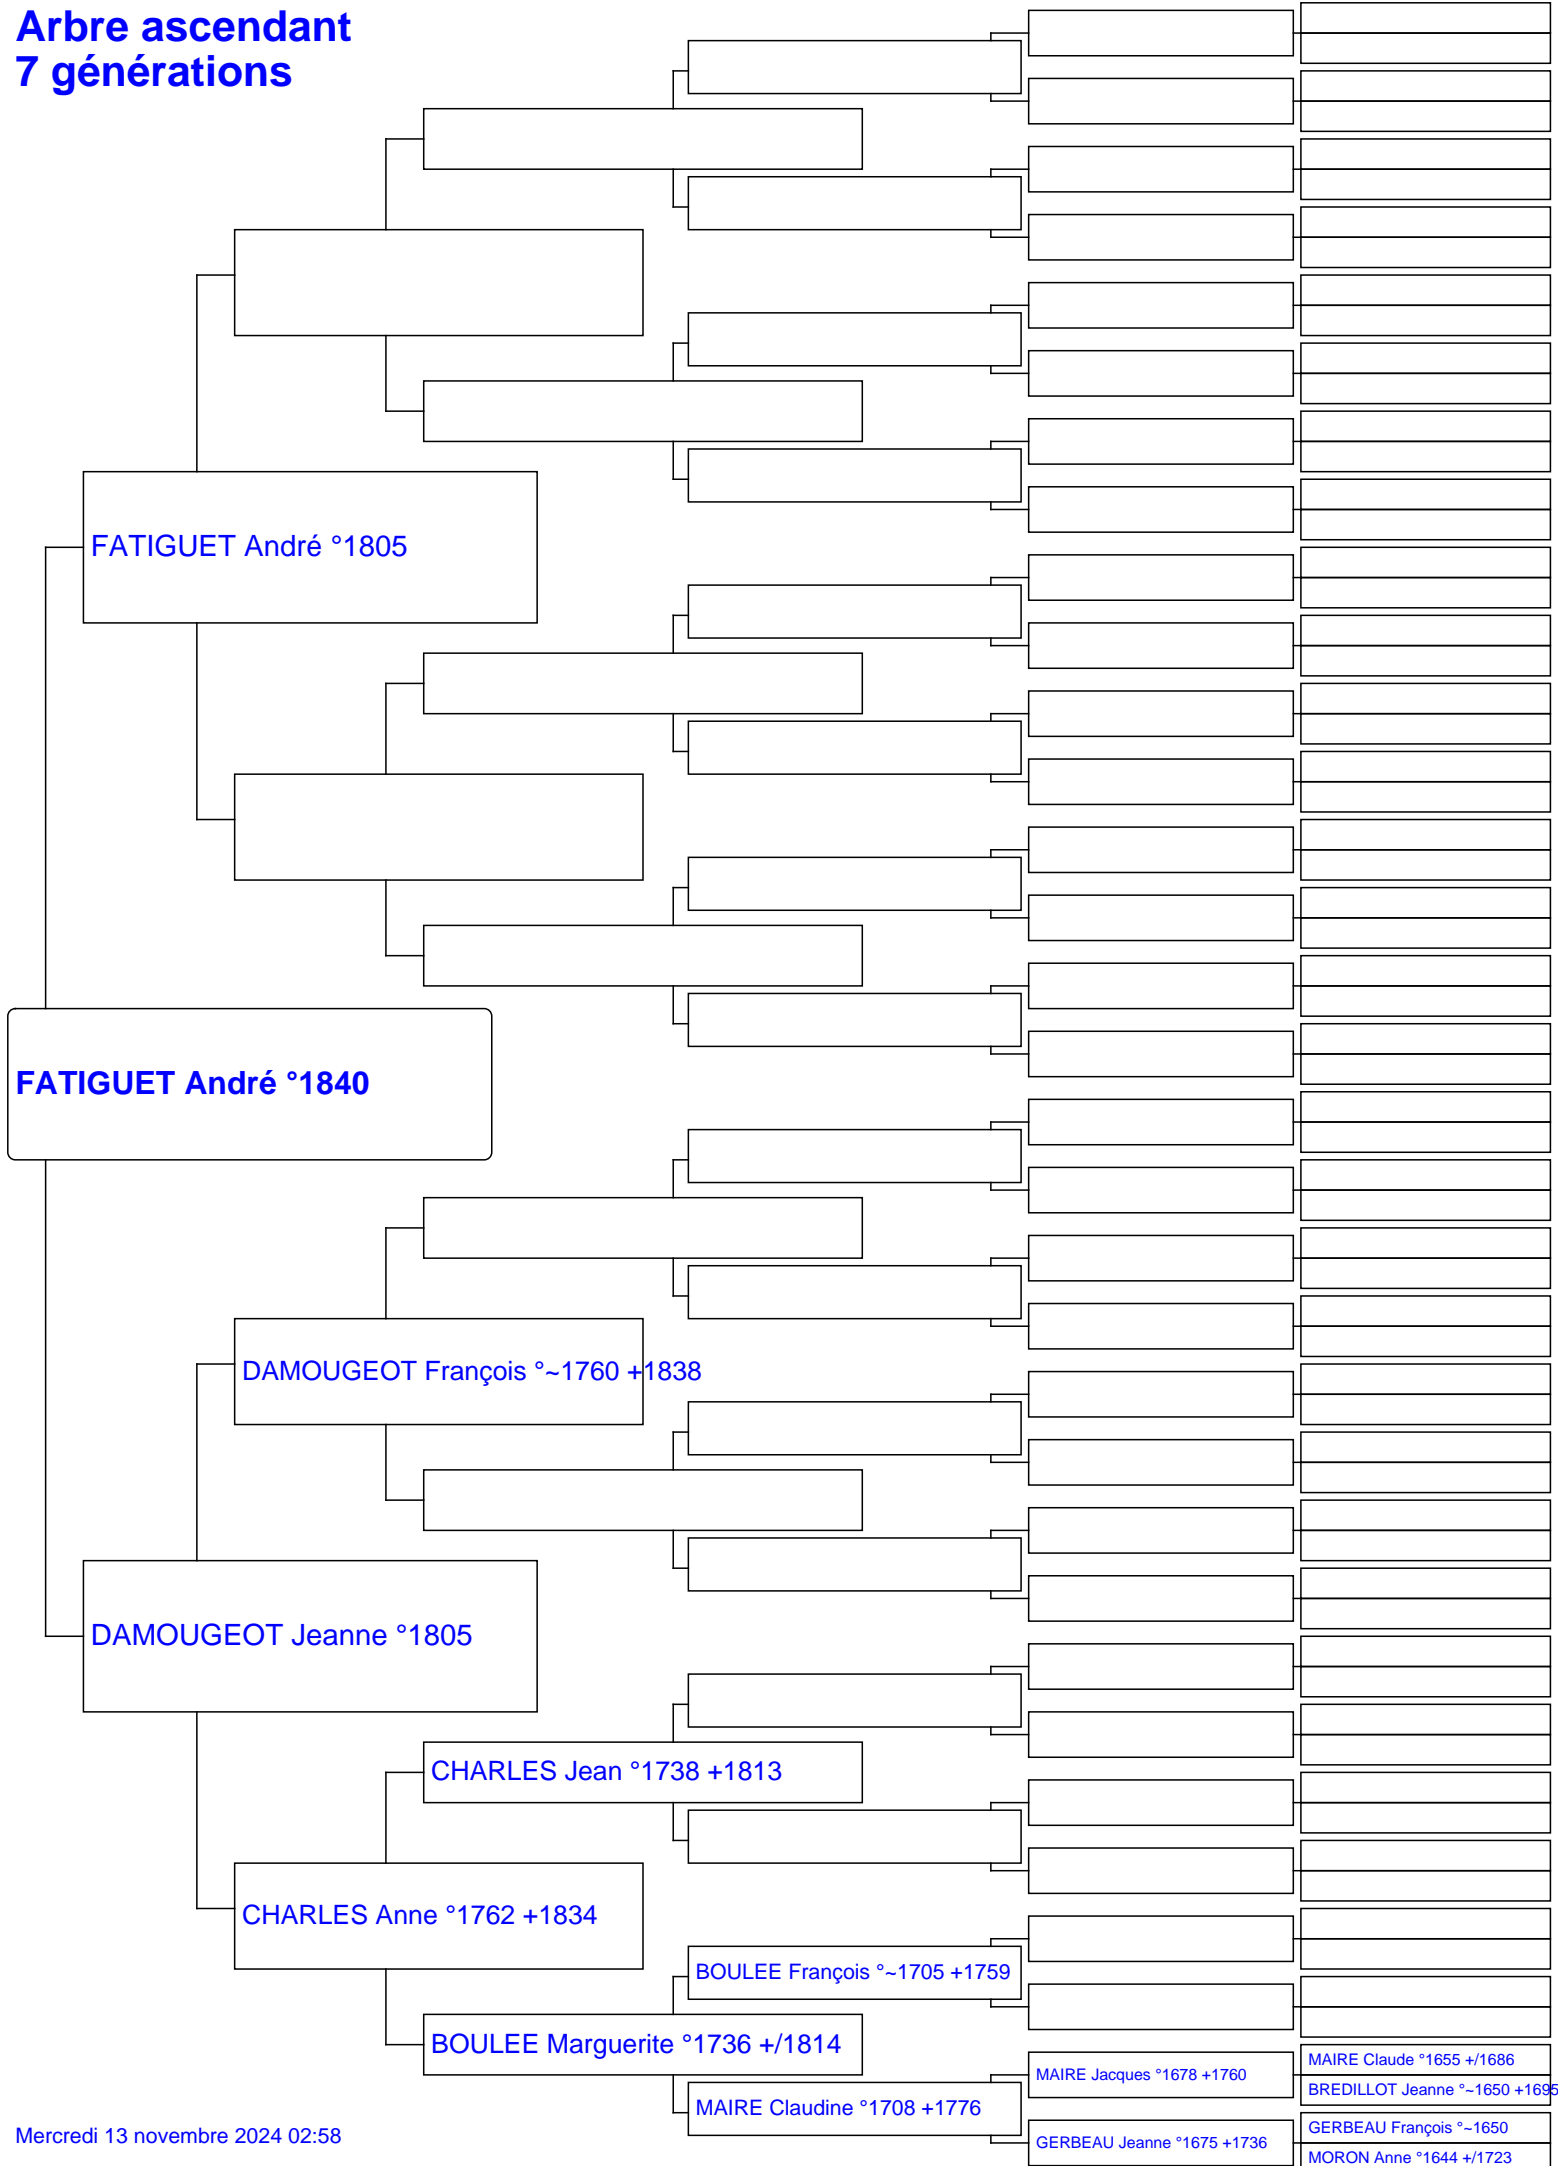 Arbre ascendant
7 générations
FATIGUET André °1805
FATIGUET André °1840
DAMOUGEOT François °~1760 +1838
DAMOUGEOT Jeanne °1805
CHARLES Jean °1738 +1813
CHARLES Anne °1762 +1834
BOULEE François °~1705 +1759
BOULEE Marguerite °1736 +/1814
MAIRE Claude °1655 +/1686
MAIRE Jacques °1678 +1760
BREDILLOT Jeanne °~1650 +1695
MAIRE Claudine °1708 +1776
GERBEAU François °~1650
GERBEAU Jeanne °1675 +1736
MORON Anne °1644 +/1723
Mercredi 13 novembre 2024 02:58